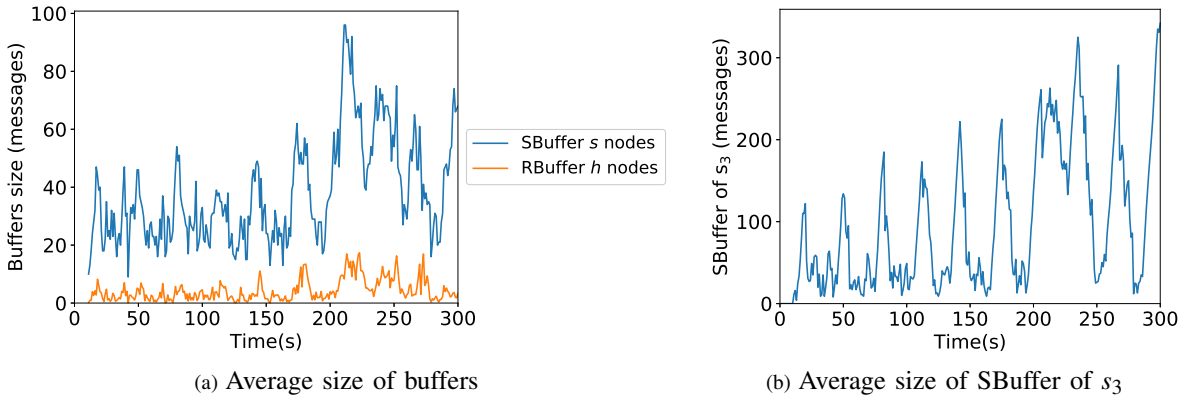 100
80
60
40
20
0
Buffers size (messages)
0 50 100 150 200 250 300
Time(s)
SBuffer s nodes
RBuffer h nodes
(a) Average size of buffers
300
200
100
0
SBuffer of s3 (messages)
0 50 100 150 200 250 300
Time(s)
(b) Average size of SBuffer of s3